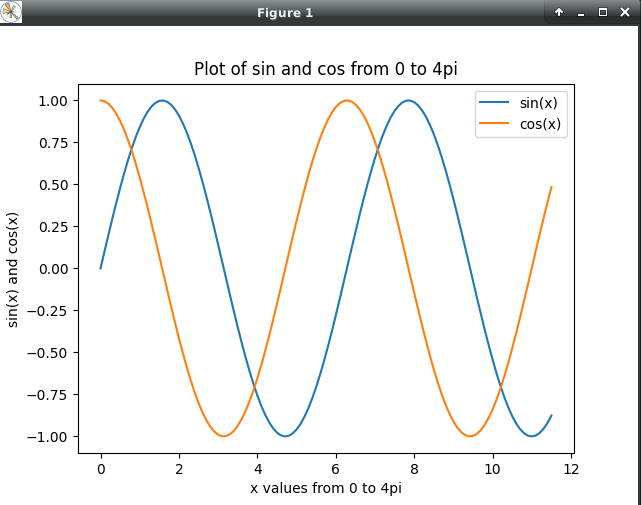 Figure 1
Plot of sin and cos from 0 to 4pi
1.00
0.75
0.50
0.25
0.00
−0.25
−0.50
−0.75
−1.00
sin(x) and cos(x)
sin(x)
cos(x)
0 2 4 6 8 10 12
x values from 0 to 4pi